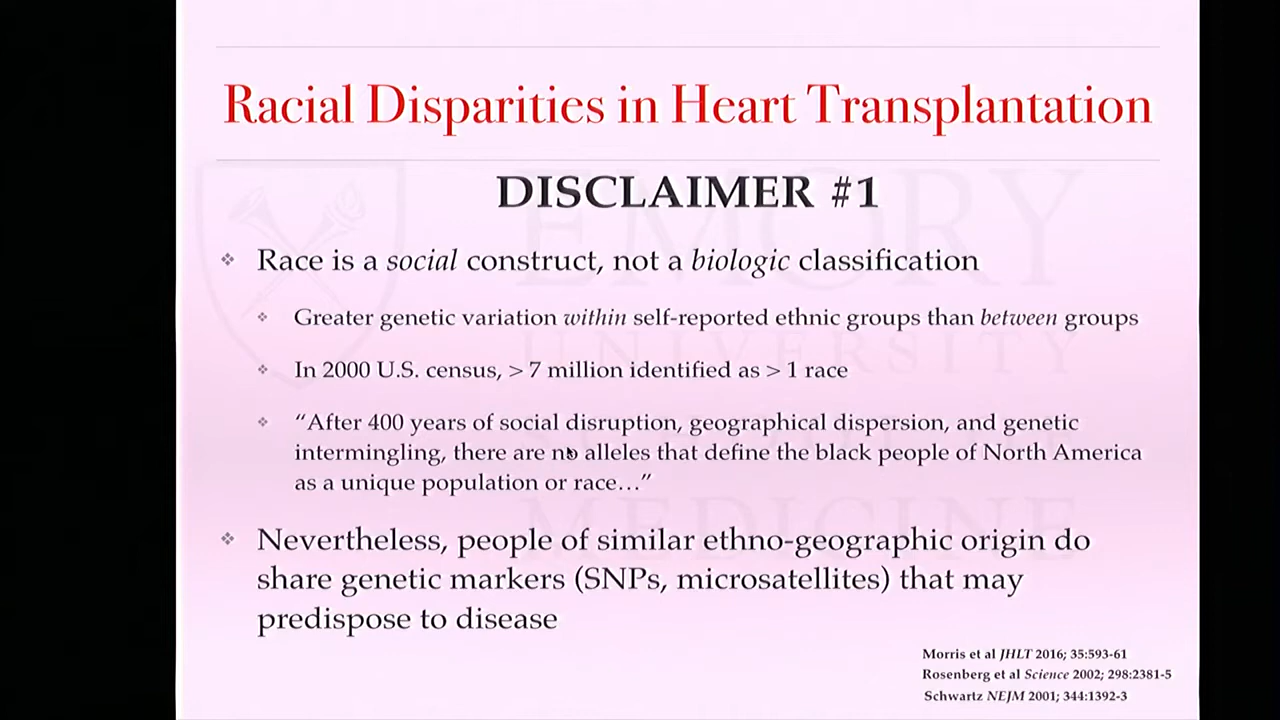 Racial Disparities in Heart Transplantation
DISCLAIMER #1
Race is a social construct, not a biologic classification
Greater genetic variation within self-reported ethnic groups than between groups
In 2000 U.S. census, > 7 million identified as > 1 race
“After 400 years of social disruption, geographical dispersion, and genetic
intermingling, there are no alleles that define the black people of North America
as a unique population or race…”
Nevertheless, people of similar ethno-geographic origin do
share genetic markers (SNPs, microsatellites) that may
predispose to disease
Morris et al JHLT 2016; 35:593-61
Rosenberg et al Science 2002; 298:2381-5
Schwartz NEJM 2001; 344:1392-3
EMORY
UNIVERSITY
SCHOOL OF
MEDICINE